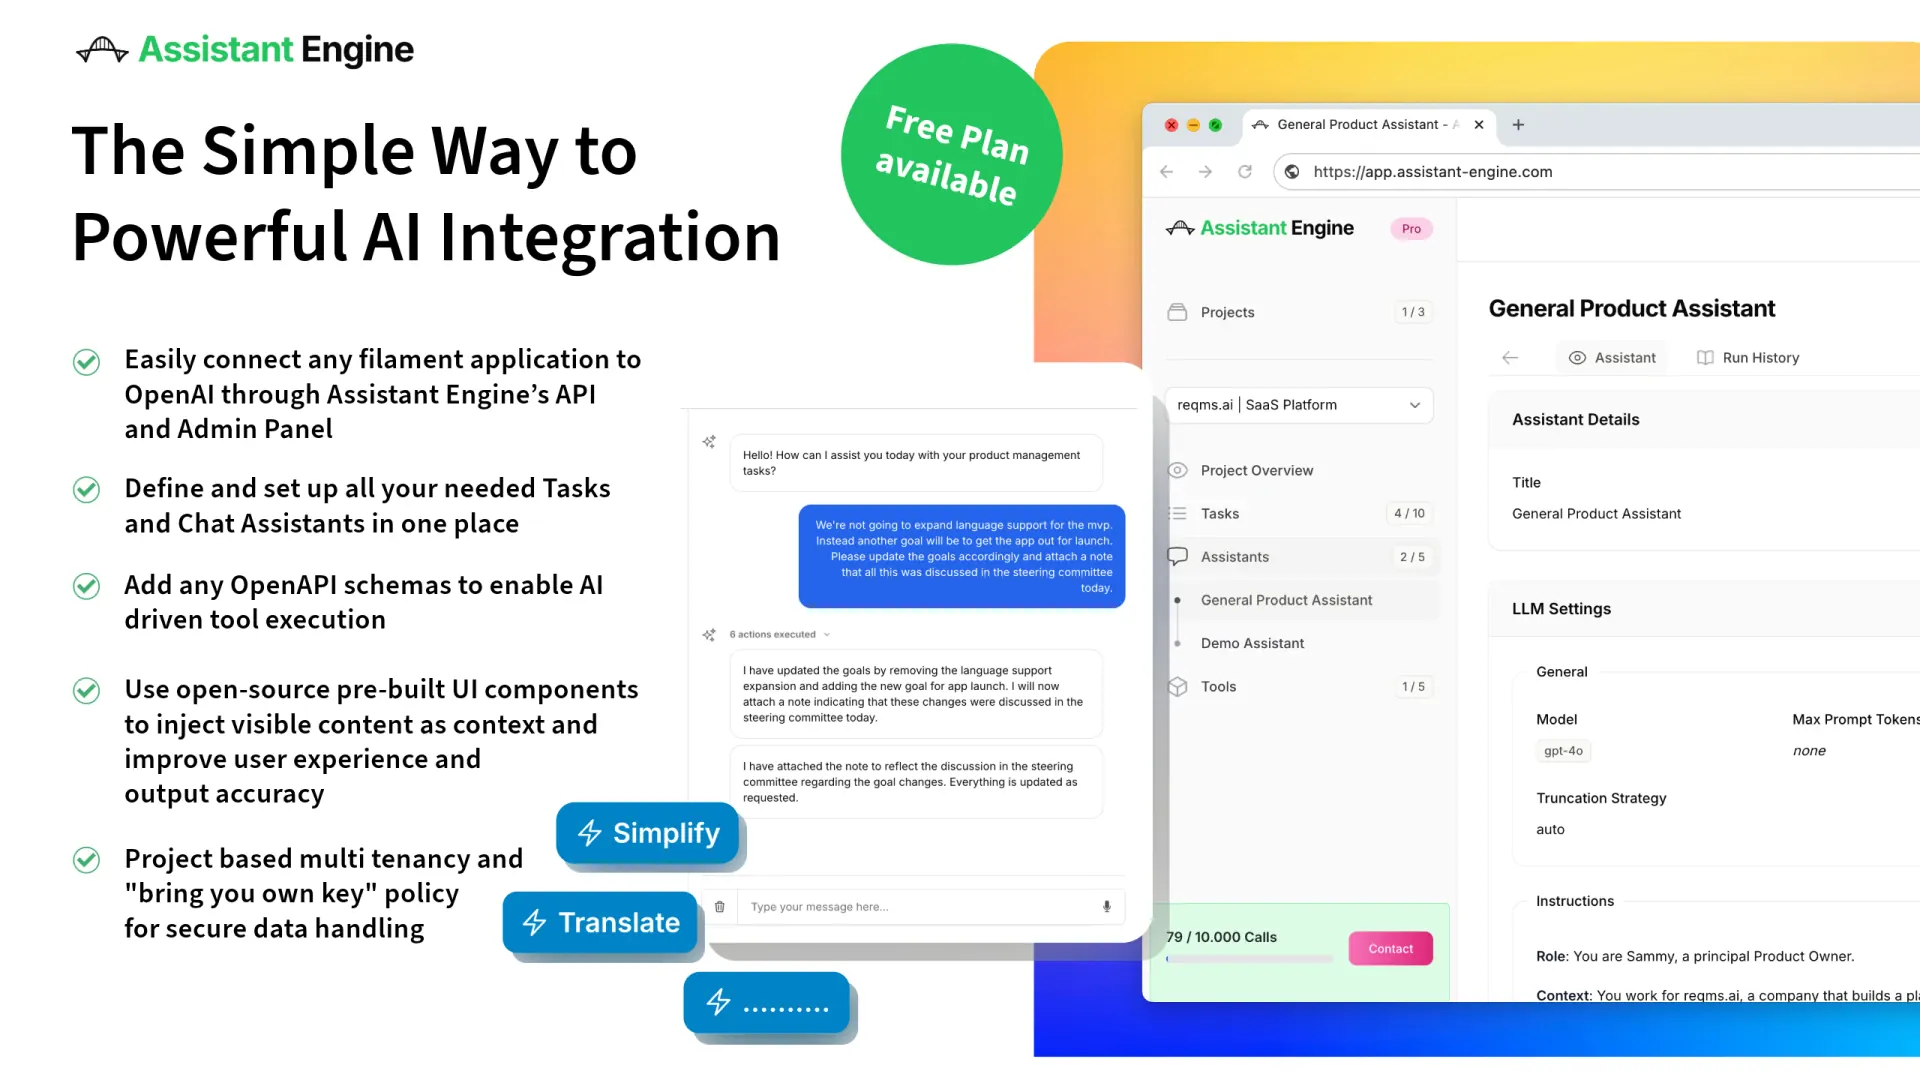 Assistant Engine
The Simple Way to
Powerful AI Integration
Easily connect any filament application to
OpenAI through Assistant Engine’s API
and Admin Panel
Define and set up all your needed Tasks
and Chat Assistants in one place
Add any OpenAPI schemas to enable AI
driven tool execution
Use open-source pre-built UI components
to inject visible content as context and
improve user experience and
output accuracy
Project based multi tenancy and
"bring you own key" policy
for secure data handling
Free Plan
available
Hello! How can I assist you today with your product management
tasks?
We're not going to expand language support for the mvp.
Instead another goal will be to get the app out for launch.
Please update the goals accordingly and attach a note
that all this was discussed in the steering committee
today.
6 actions executed
I have updated the goals by removing the language support
expansion and adding the new goal for app launch. I will now
attach a note indicating that these changes were discussed in the
steering committee today.
I have attached the note to reflect the discussion in the steering
committee regarding the goal changes. Everything is updated as
requested.
Type your message here...
Simplify
Translate
..........
General Product Assistant -
https://app.assistant-engine.com
Assistant Engine
Pro
Projects
1 / 3
reqms.ai | SaaS Platform
Project Overview
Tasks
4 / 10
Assistants
2 / 5
General Product Assistant
Demo Assistant
Tools
1 / 5
79 / 10.000 Calls
Contact
General Product Assistant
Assistant
Run History
Assistant Details
Title
General Product Assistant
LLM Settings
General
Model
Max Prompt Tokens
gpt-4o
none
Truncation Strategy
auto
Instructions
Role: You are Sammy, a principal Product Owner.
Context: You work for reqms.ai, a company that builds a